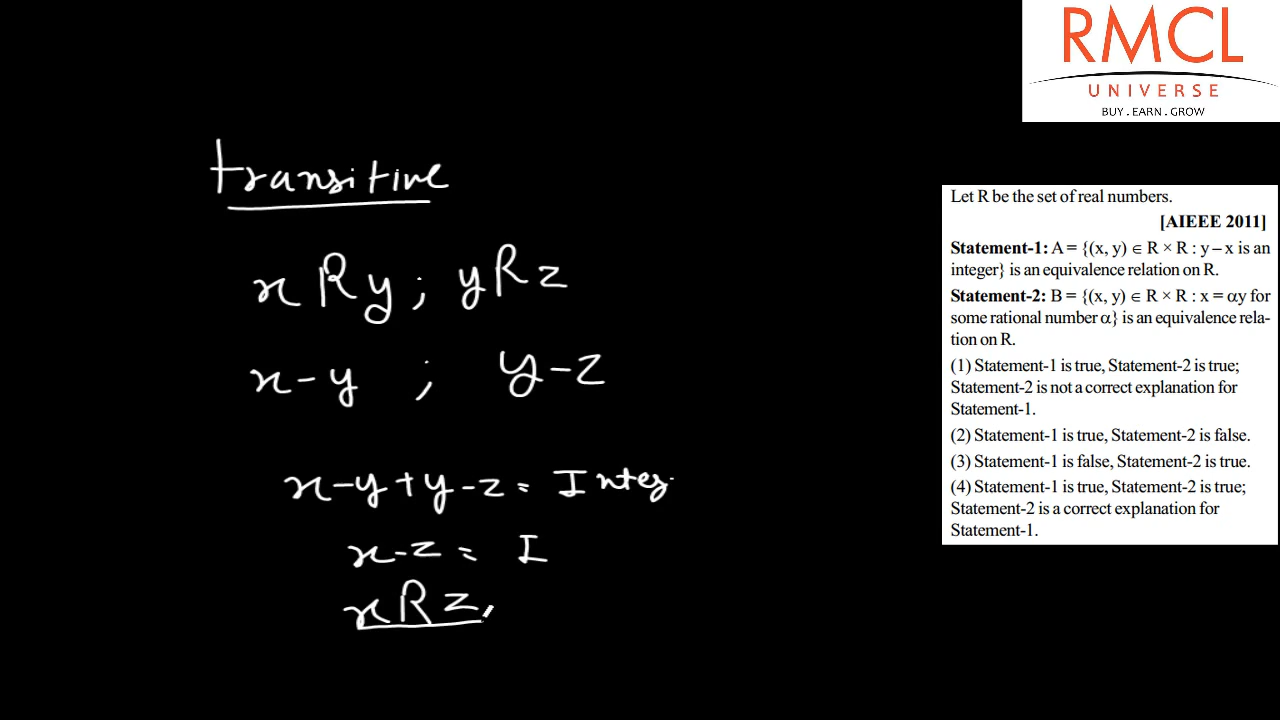 RMCL
UNIVERSE
BUY . EARN . GROW
transitive
x R y ; y R z
x - y ; y - z
x - y + y - z = Integ.
x - z = I
x R z,
Let R be the set of real numbers.
[AIEEE 2011]
Statement-1: A = {(x, y) ∈ R × R : y – x is an
integer} is an equivalence relation on R.
Statement-2: B = {(x, y) ∈ R × R : x = αy for
some rational number α} is an equivalence rela-
tion on R.
(1) Statement-1 is true, Statement-2 is true;
Statement-2 is not a correct explanation for
Statement-1.
(2) Statement-1 is true, Statement-2 is false.
(3) Statement-1 is false, Statement-2 is true.
(4) Statement-1 is true, Statement-2 is true;
Statement-2 is a correct explanation for
Statement-1.